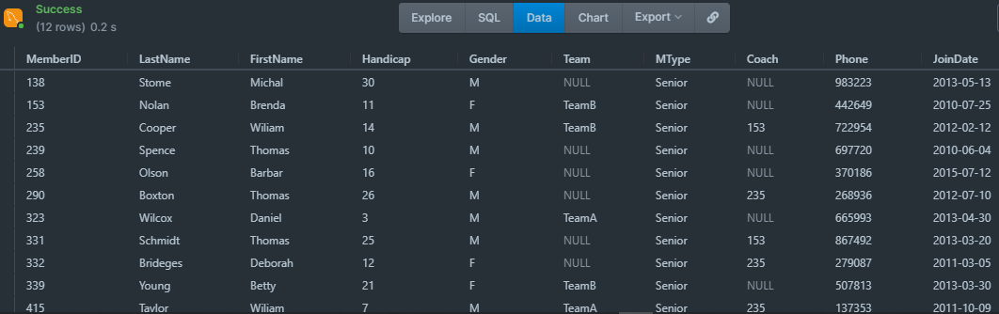 Success
(12 rows) 0.2 s
Explore SQL Data Chart Export
MemberID LastName FirstName Handicap Gender Team MType Coach Phone JoinDate
138 Stome Michal 30 M NULL Senior NULL 983223 2013-05-13
153 Nolan Brenda 11 F TeamB Senior NULL 442649 2010-07-25
235 Cooper Wiliam 14 M TeamB Senior 153 722954 2012-02-12
239 Spence Thomas 10 M NULL Senior NULL 697720 2010-06-04
258 Olson Barbar 16 F NULL Senior NULL 370186 2015-07-12
290 Boxton Thomas 26 M NULL Senior 235 268936 2012-07-10
323 Wilcox Daniel 3 M TeamA Senior NULL 665993 2013-04-30
331 Schmidt Thomas 25 M NULL Senior 153 867492 2013-03-20
332 Brideges Deborah 12 F NULL Senior 235 279087 2011-03-05
339 Young Betty 21 F TeamB Senior NULL 507813 2013-03-30
415 Taylor Wiliam 7 M TeamA Senior 235 137353 2011-10-09